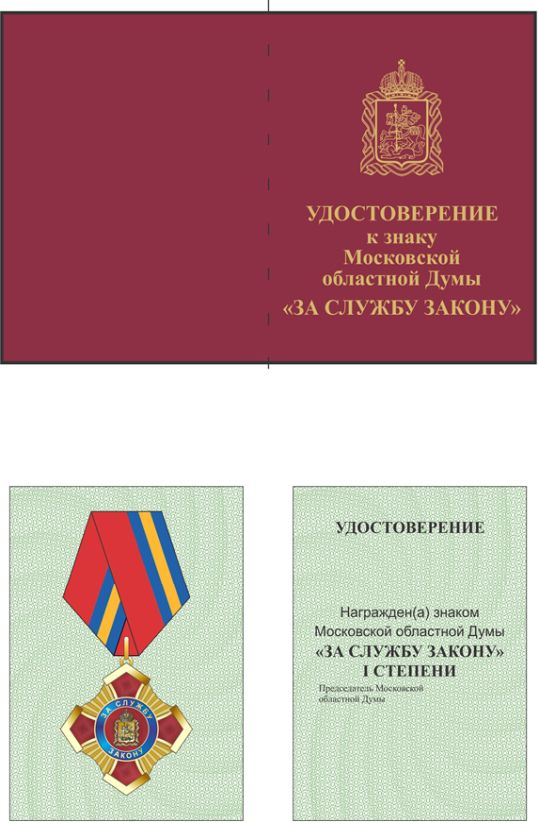 УДОСТОВЕРЕНИЕ
к знаку
Московской
областной Думы
«ЗА СЛУЖБУ ЗАКОНУ»
ЗА СЛУЖБУ
ЗАКОНУ
УДОСТОВЕРЕНИЕ
Награжден(а) знаком
Московской областной Думы
«ЗА СЛУЖБУ ЗАКОНУ»
I СТЕПЕНИ
Председатель Московской
областной Думы